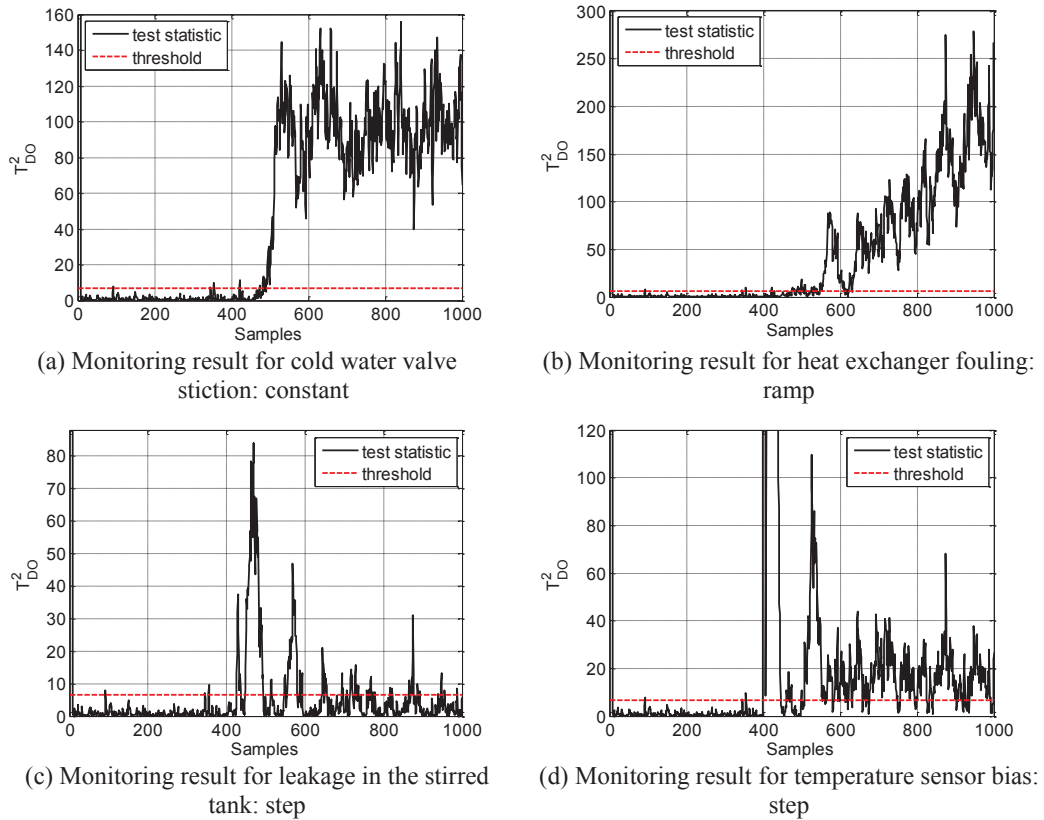 160
140
120
100
80
60
40
20
0
T²DO
test statistic
threshold
0 200 400 600 800 1000
Samples
(a) Monitoring result for cold water valve
stiction: constant
300
250
200
150
100
50
0
T²DO
test statistic
threshold
0 200 400 600 800 1000
Samples
(b) Monitoring result for heat exchanger fouling:
ramp
80
70
60
50
40
30
20
10
0
T²DO
test statistic
threshold
0 200 400 600 800 1000
Samples
(c) Monitoring result for leakage in the stirred
tank: step
120
100
80
60
40
20
0
T²DO
test statistic
threshold
0 200 400 600 800 1000
Samples
(d) Monitoring result for temperature sensor bias:
step